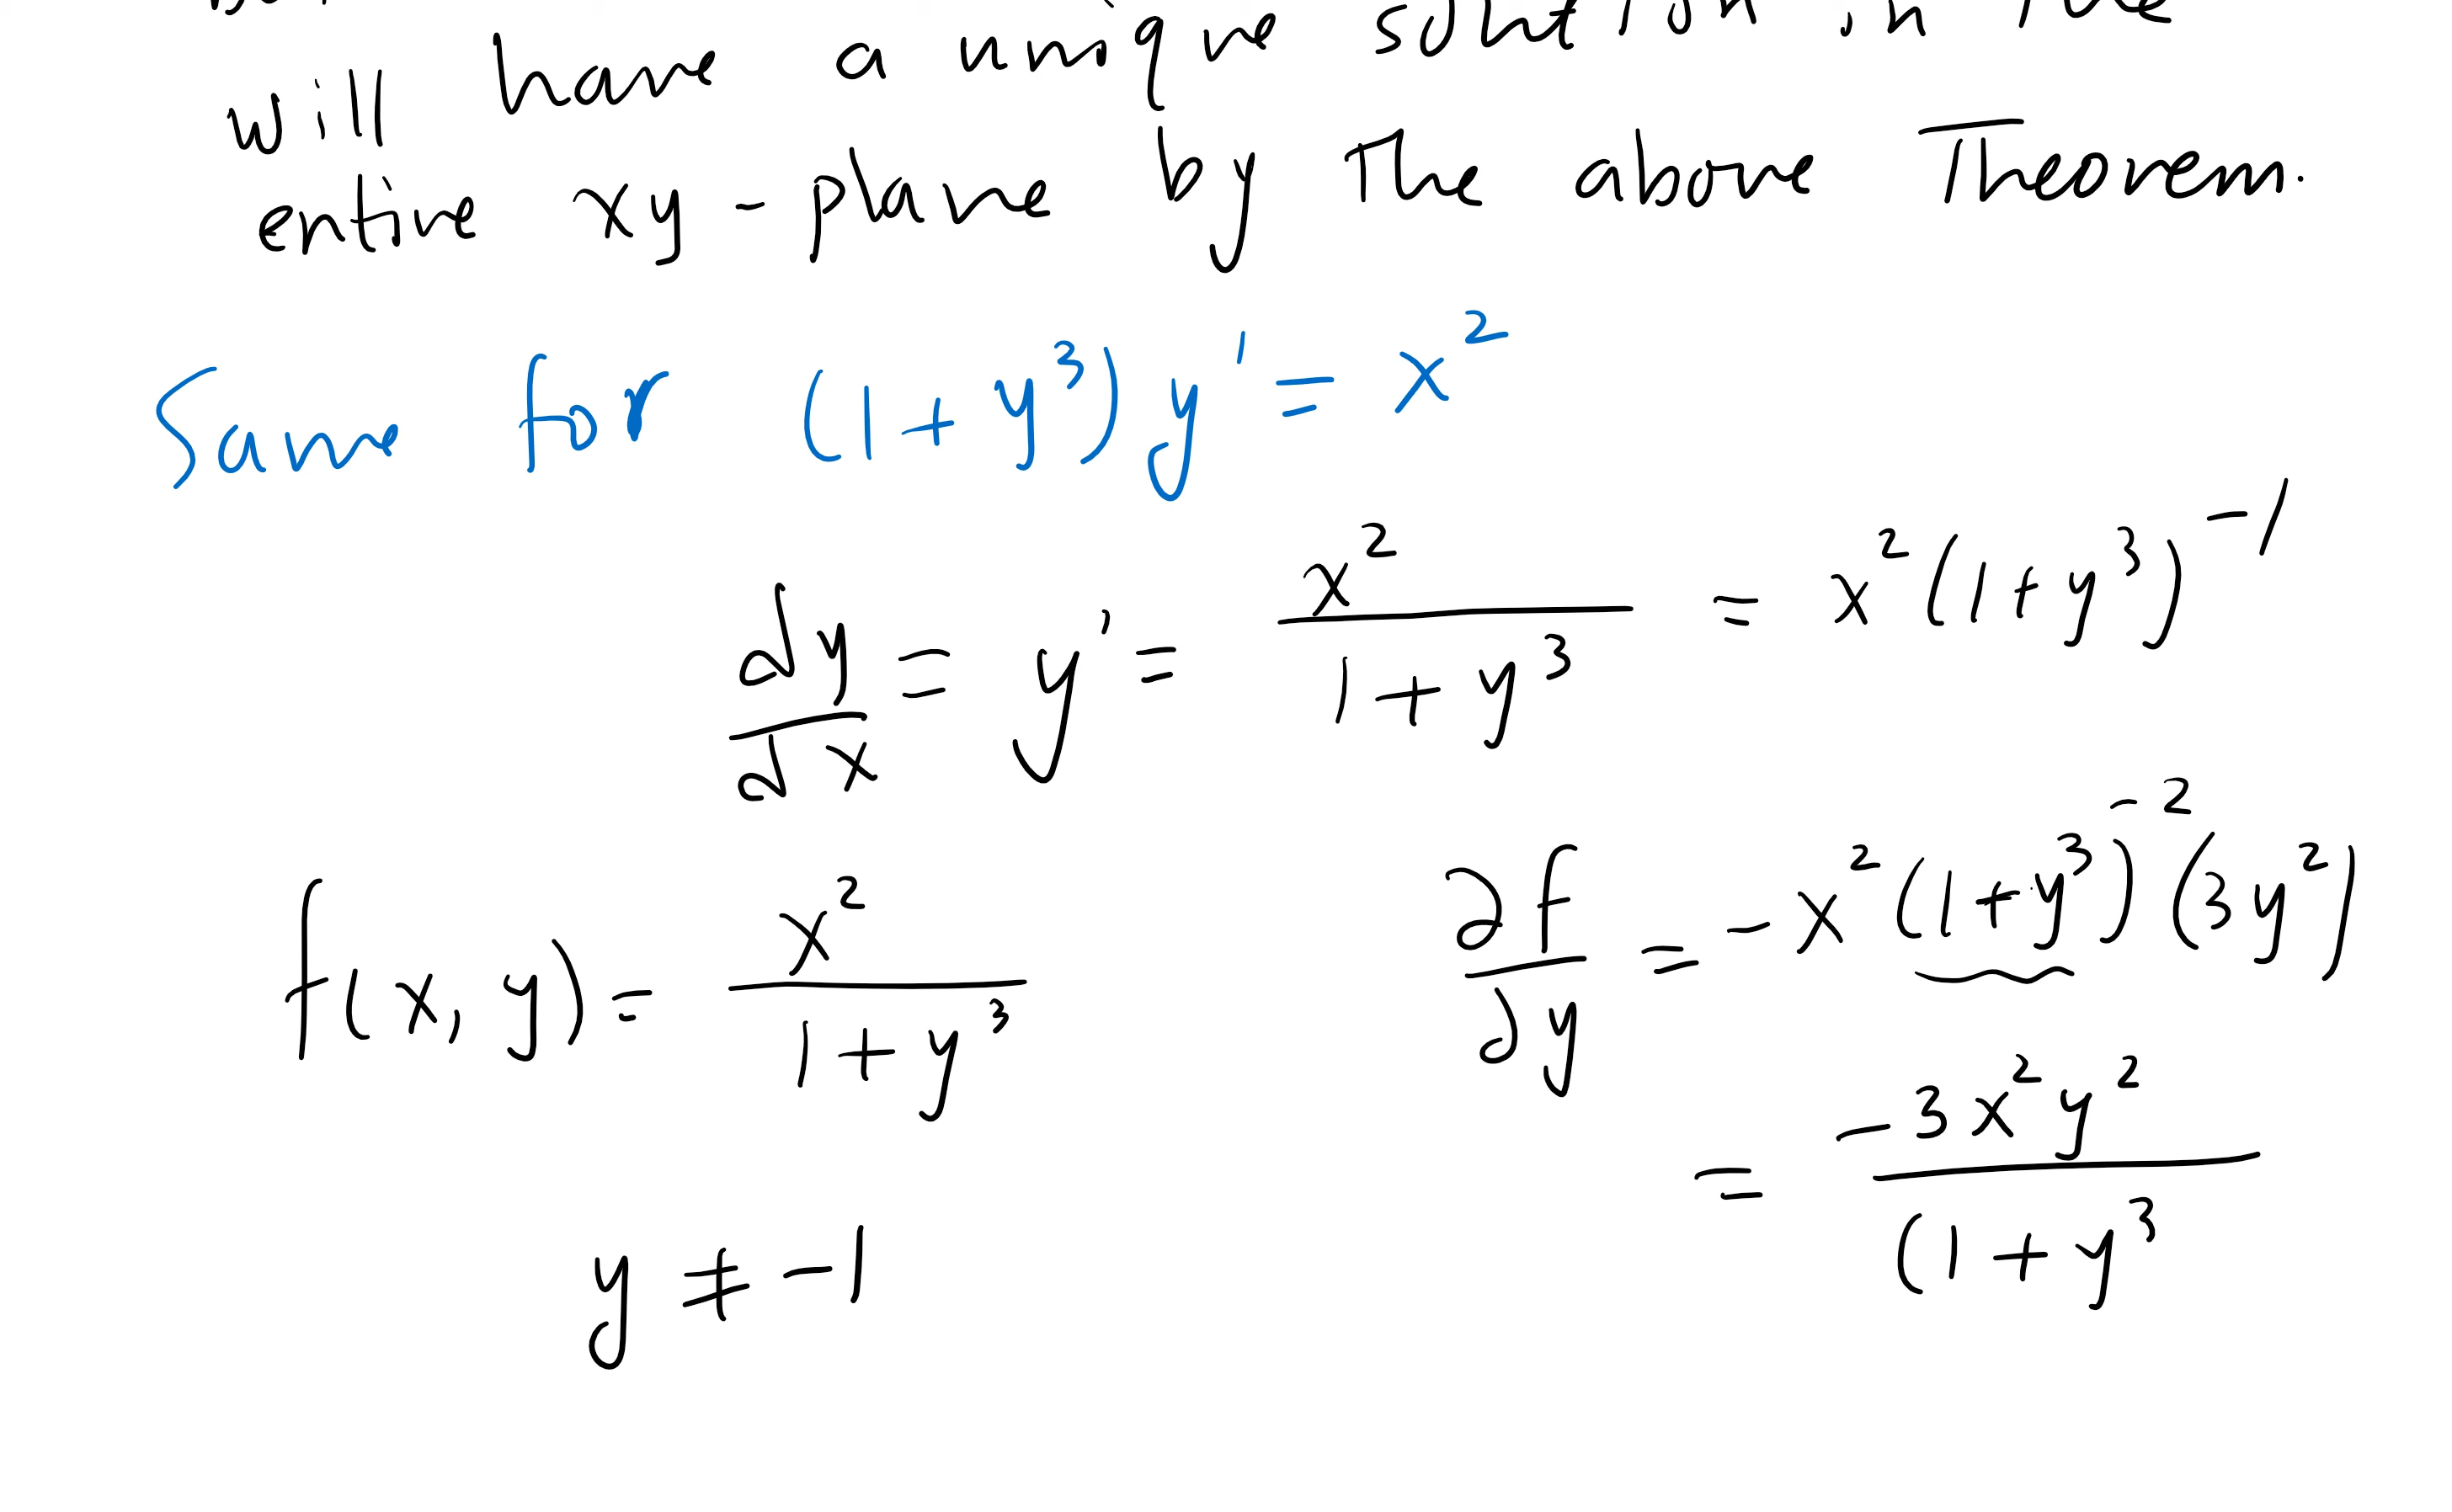 will have a unique solution in the
entire xy - plane by the above Theorem.
Same for (1 + y³) y' = x²
dy/dx = y' = x²/(1 + y³) = x² (1 + y³)⁻¹
f(x, y) = x²/(1 + y³) ∂f/∂y = - x² (1 + y³)⁻² (3y²)
= - 3x²y²/(1 + y³
y ≠ -1